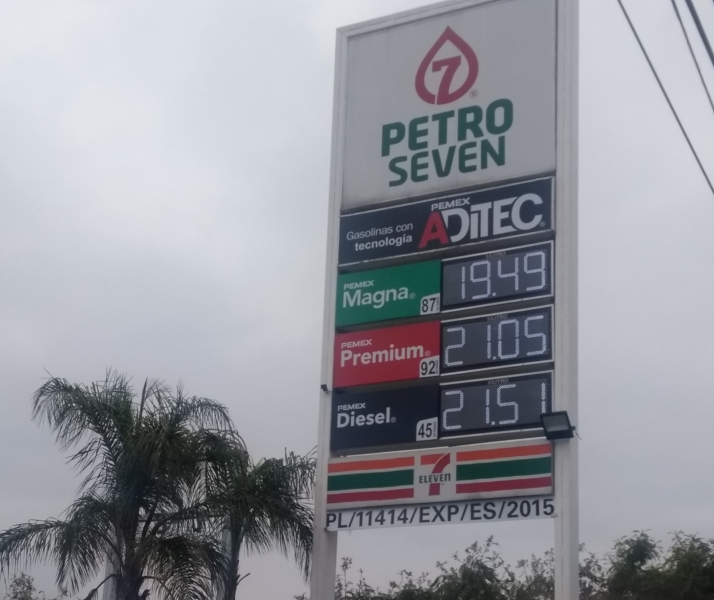 7
PETRO
SEVEN
Gasolinas con
tecnología
PEMEX
ADITEC
PEMEX
Magna
87
19.49
PEMEX
Premium
92
21.05
PEMEX
Diesel
45
21.51
7 ELEVEN
PL/11414/EXP/ES/2015